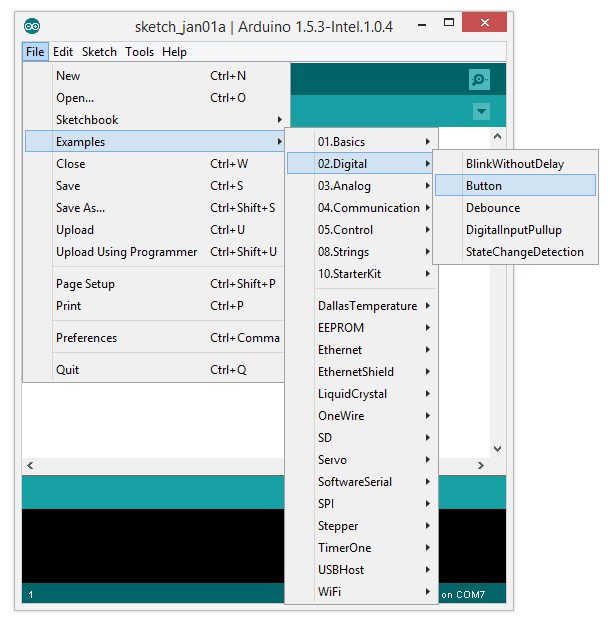 sketch_jan01a | Arduino 1.5.3-Intel.1.0.4
File Edit Sketch Tools Help
New Ctrl+N
Open... Ctrl+O
Sketchbook
Examples
Close Ctrl+W
Save Ctrl+S
Save As... Ctrl+Shift+S
Upload Ctrl+U
Upload Using Programmer Ctrl+Shift+U
Page Setup Ctrl+Shift+P
Print Ctrl+P
Preferences Ctrl+Comma
Quit Ctrl+Q
01.Basics
02.Digital
03.Analog
04.Communication
05.Control
08.Strings
10.StarterKit
DallasTemperature
EEPROM
Ethernet
EthernetShield
LiquidCrystal
OneWire
SD
Servo
SoftwareSerial
SPI
Stepper
TimerOne
USBHost
WiFi
BlinkWithoutDelay
Button
Debounce
DigitalInputPullup
StateChangeDetection
1 on COM7